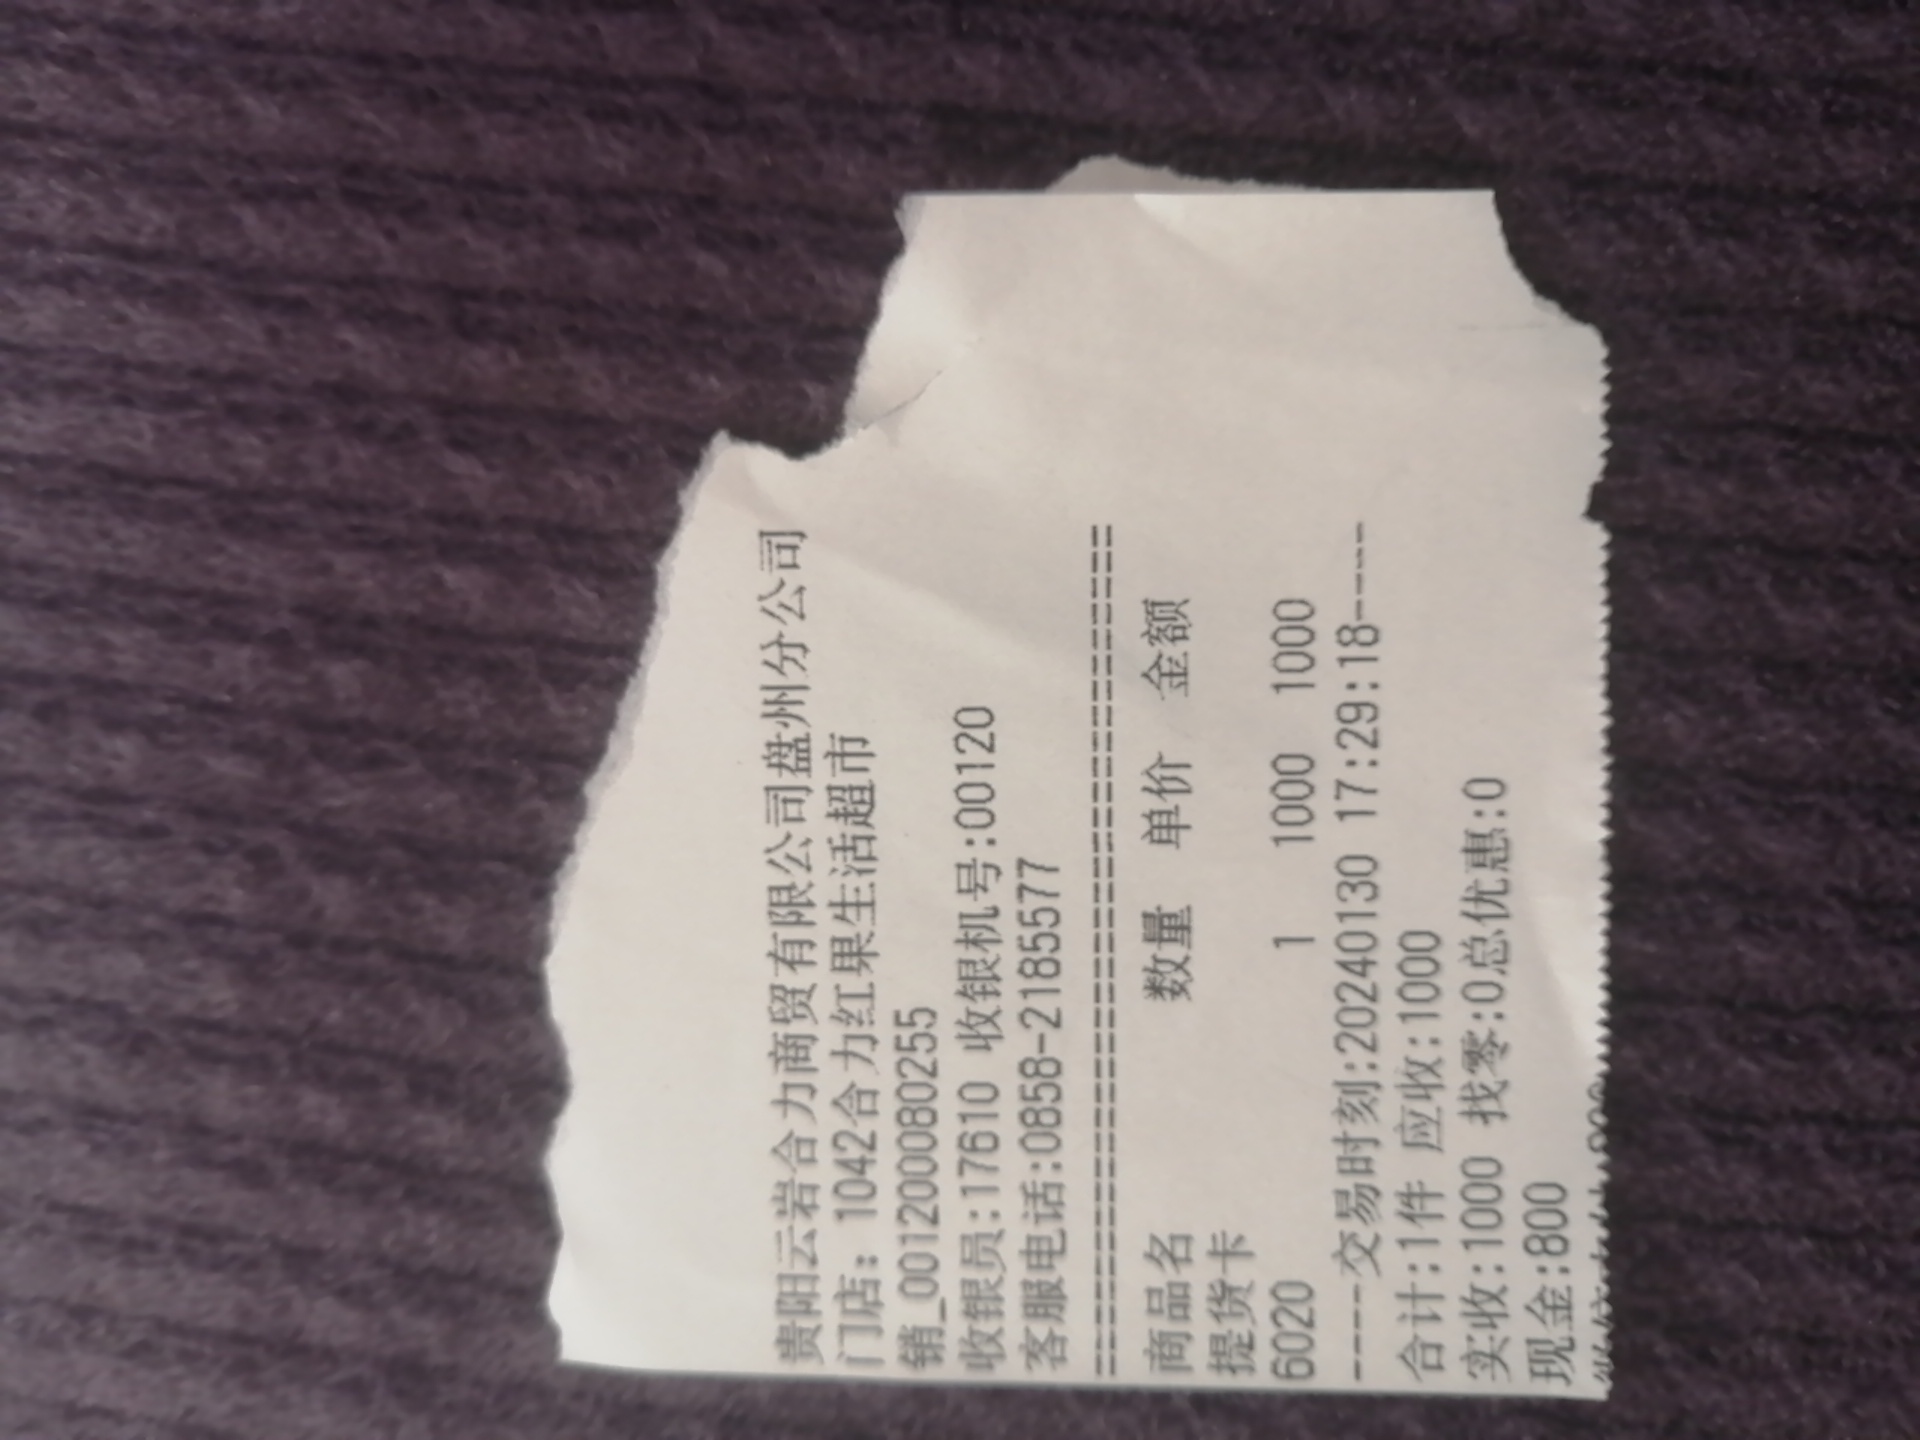 贵阳云岩合力商贸有限公司盘州分公司
门店: 1042合力红果生活超市
销_001200080255
收银员:17610 收银机号:00120
客服电话:0858-2185577
================================
商品名 数量 单价 金额
提货卡
6020 1 1000 1000
----交易时刻:20240130 17:29:18----
合计:1件 应收:1000
实收:1000 找零:0总优惠:0
现金:800